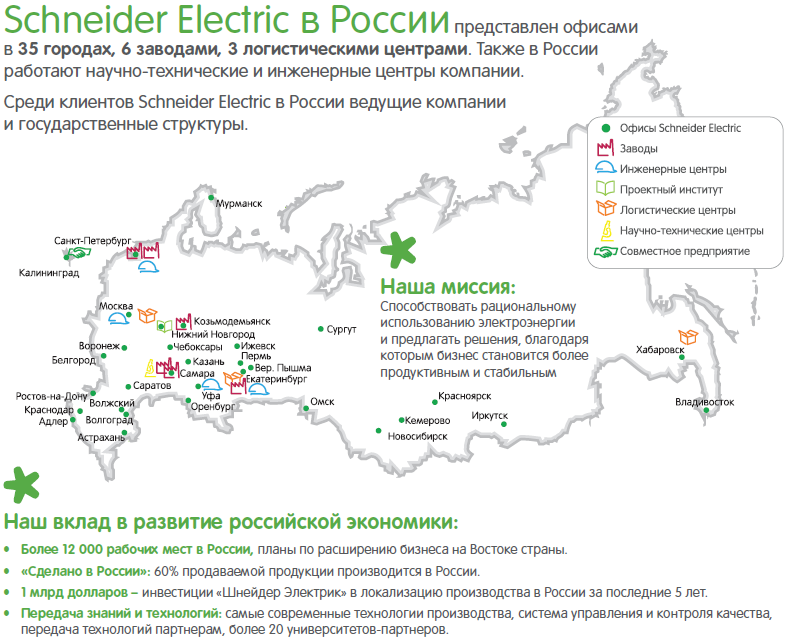 Schneider Electric в России представлен офисами
в 35 городах, 6 заводами, 3 логистическими центрами. Также в России
работают научно-технические и инженерные центры компании.
Среди клиентов Schneider Electric в России ведущие компании
и государственные структуры.
Офисы Schneider Electric
Заводы
Инженерные центры
Проектный институт
Логистические центры
Научно-технические центры
Совместное предприятие
Мурманск
Санкт-Петербург
Калининград
Наша миссия:
Способствовать рациональному
использованию электроэнергии
и предлагать решения, благодаря
которым бизнес становится более
продуктивным и стабильным
Москва
Козьмодемьянск
Нижний Новгород
Сургут
Воронеж
Чебоксары
Ижевск
Хабаровск
Белгород
Казань
Пермь
Самара
Вер. Пышма
Екатеринбург
Саратов
Ростов-на-Дону
Волжский
Уфа
Оренбург
Омск
Красноярск
Владивосток
Краснодар
Адлер
Волгоград
Кемерово
Иркутск
Астрахань
Новосибирск
Наш вклад в развитие российской экономики:
• Более 12 000 рабочих мест в России, планы по расширению бизнеса на Востоке страны.
• «Сделано в России»: 60% продаваемой продукции производится в России.
• 1 млрд долларов – инвестиции «Шнейдер Электрик» в локализацию производства в России за последние 5 лет.
• Передача знаний и технологий: самые современные технологии производства, система управления и контроля качества,
передача технологий партнерам, более 20 университетов-партнеров.